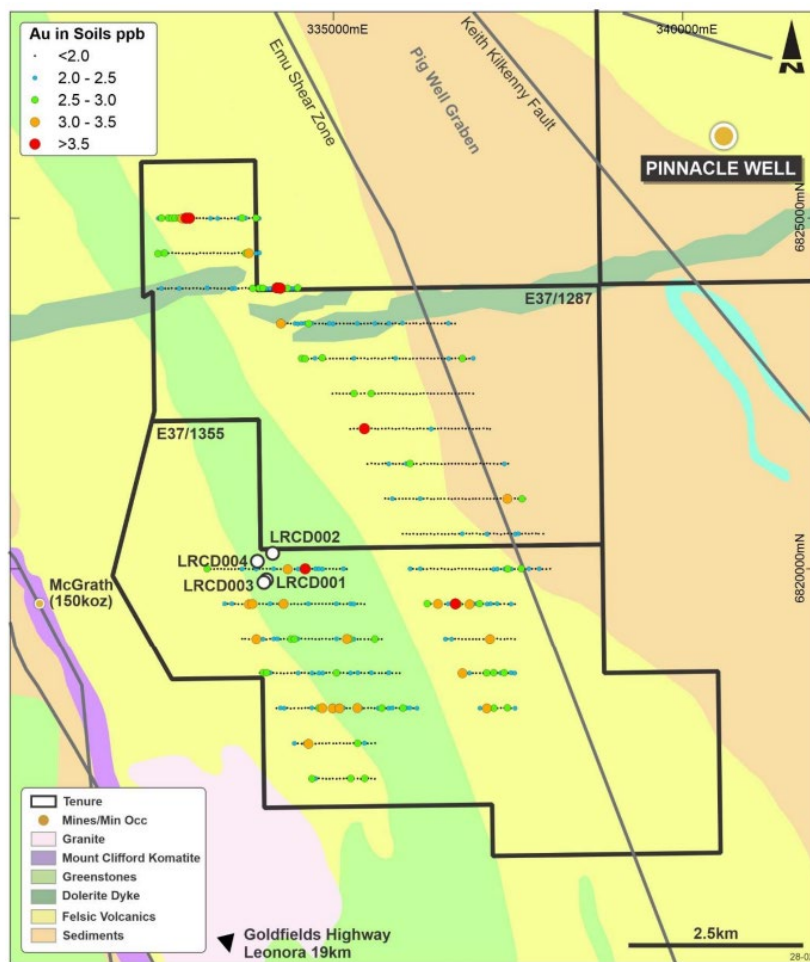 Au in Soils ppb
<2.0
2.0 - 2.5
2.5 - 3.0
3.0 - 3.5
>3.5
335000mE
340000mE
Emu Shear Zone
Pig Well Graben
Keith Kilkenny Fault
N
PINNACLE WELL
6825000mN
E37/1287
E37/1355
LRCD002
LRCD004
LRCD003
LRCD001
6820000mN
McGrath
(150koz)
Tenure
Mines/Min Occ
Granite
Mount Clifford Komatite
Greenstones
Dolerite Dyke
Felsic Volcanics
Sediments
Goldfields Highway
Leonora 19km
2.5km